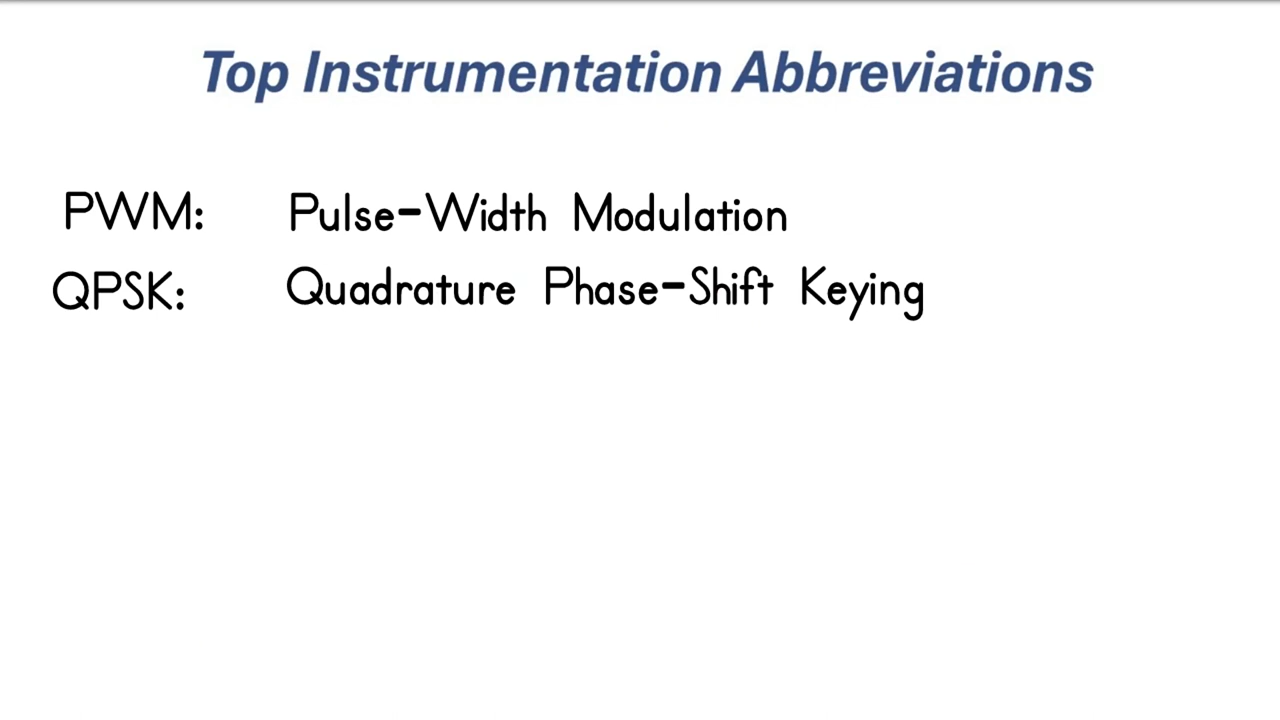 Top Instrumentation Abbreviations
PWM: Pulse-Width Modulation
QPSK: Quadrature Phase-Shift Keying